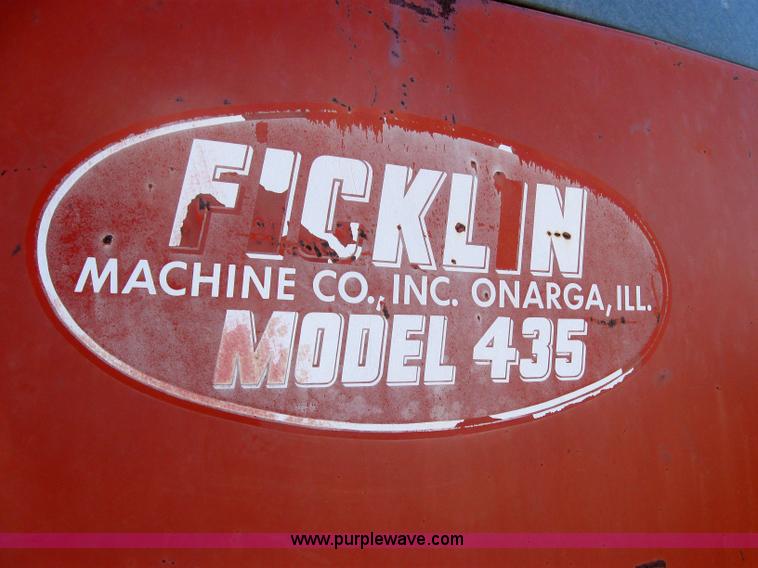 FICKLIN
MACHINE CO., INC. ONARGA, ILL.
MODEL 435
www.purplewave.com